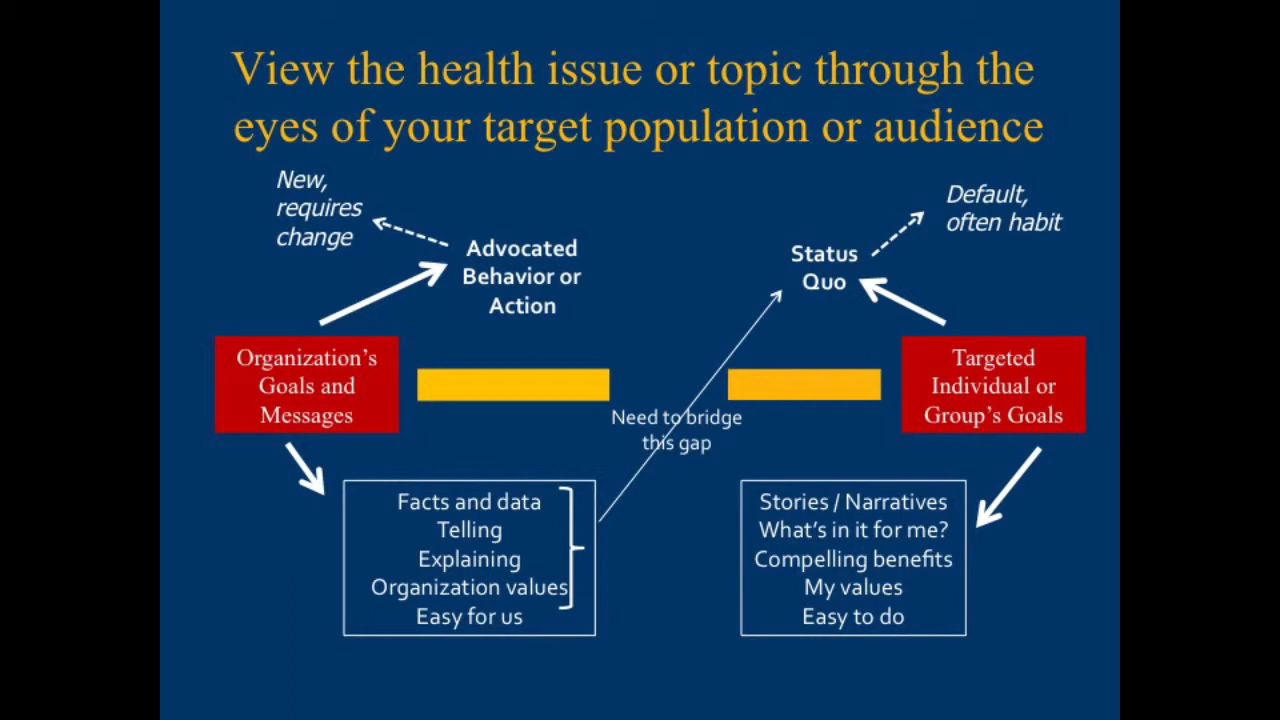 View the health issue or topic through the
eyes of your target population or audience
New,
requires
change
Advocated
Behavior or
Action
Status
Quo
Default,
often habit
Organization's
Goals and
Messages
Need to bridge
this gap
Targeted
Individual or
Group's Goals
Facts and data
Telling
Explaining
Organization values
Easy for us
Stories / Narratives
What's in it for me?
Compelling benefits
My values
Easy to do